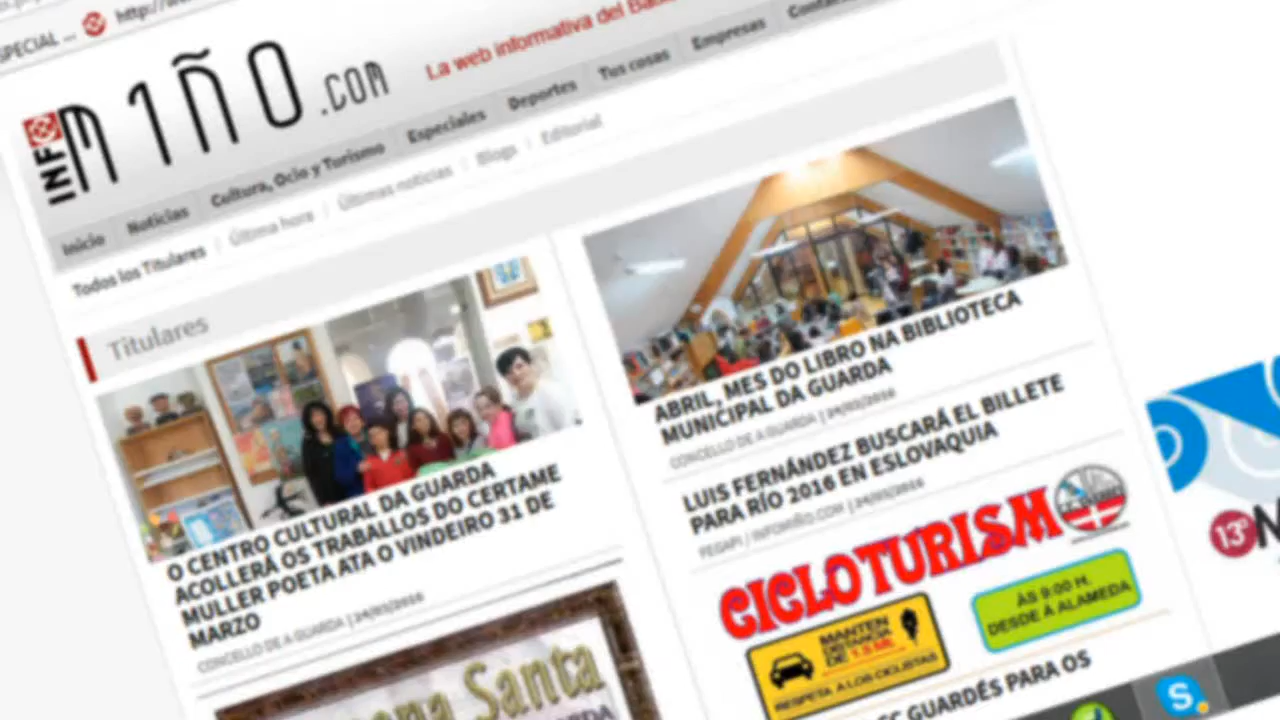 SPECIAL ...
http://
INFO
M1ÑO.COM
La web informativa del
Inicio
Noticias
Cultura, Ocio y Turismo
Especiales
Deportes
Tus cosas
Empresas
Todos los Titulares
Última hora
Últimas noticias
Blogs
Editorial
Titulares
O CENTRO CULTURAL DA GUARDA
ACOLLERÁ OS TRABALLOS DO CERTAME
MULLER POETA ATA O VINDEIRO 31 DE
MARZO
CONCELLO DE A GUARDA | 24/03/2016
Santa
ABRIL, MES DO LIBRO NA BIBLIOTECA
MUNICIPAL DA GUARDA
CONCELLO DE A GUARDA | 24/03/2016
LUIS FERNÁNDEZ BUSCARÁ EL BILLETE
PARA RÍO 2016 EN ESLOVAQUIA
FEGAPI / INFOMIÑO.COM | 24/03/2016
CICLOTURISM
MANTEN
DISTANCIA
DE 1.5 Mt.
RESPETA A LOS CICLISTAS
ÁS 9:00 H.
DESDE A ALAMEDA
GUARDÉS PARA OS
13º
S